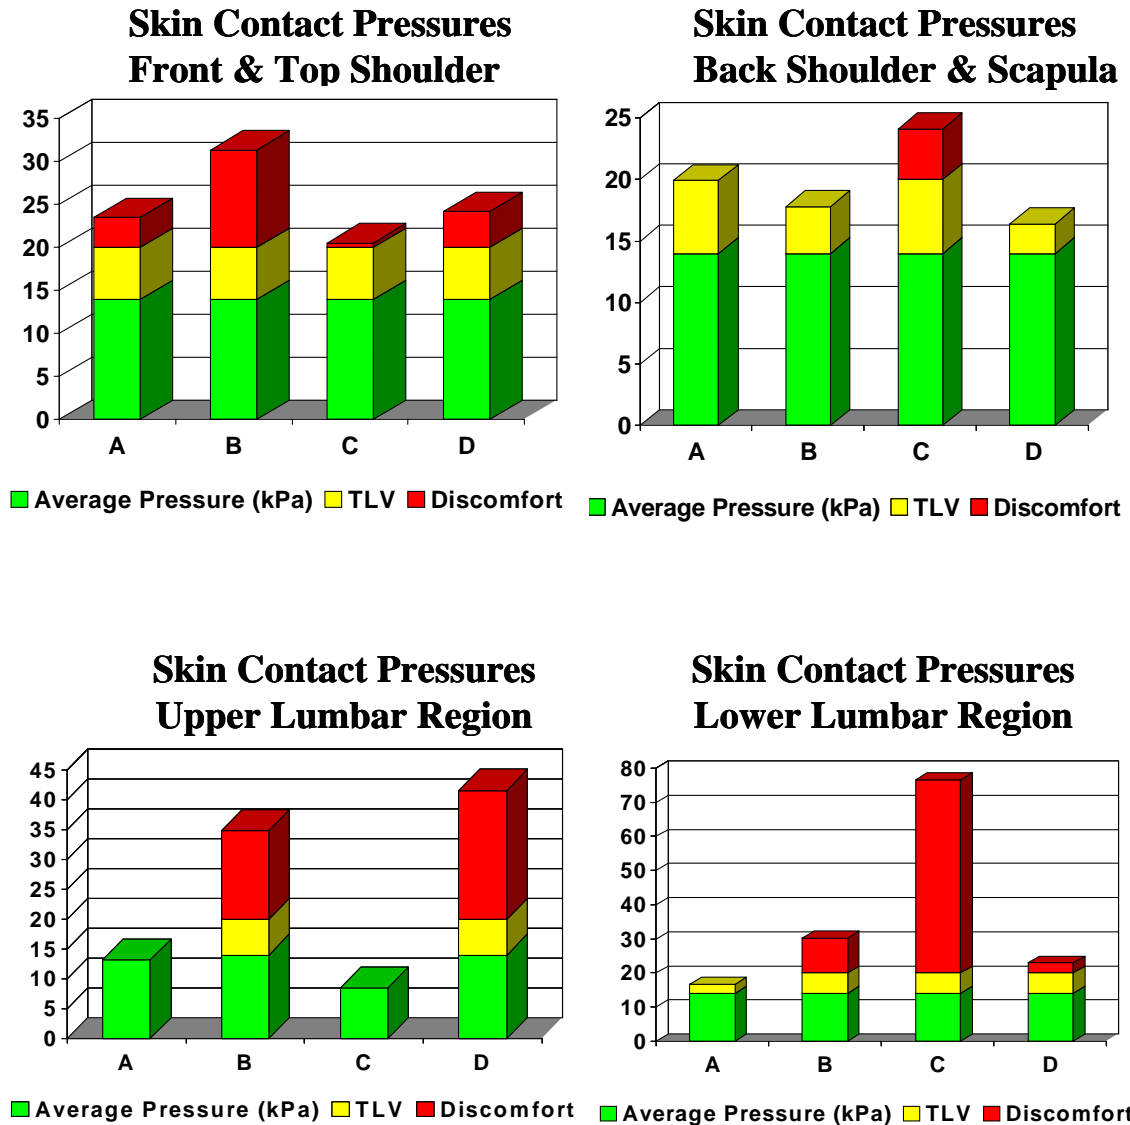 Skin Contact Pressures
Front & Top Shoulder
35
30
25
20
15
10
5
0
A B C D
Average Pressure (kPa) TLV Discomfort
Skin Contact Pressures
Back Shoulder & Scapula
25
20
15
10
5
0
A B C D
Average Pressure (kPa) TLV Discomfort
Skin Contact Pressures
Upper Lumbar Region
45
40
35
30
25
20
15
10
5
0
A B C D
Average Pressure (kPa) TLV Discomfort
Skin Contact Pressures
Lower Lumbar Region
80
70
60
50
40
30
20
10
0
A B C D
Average Pressure (kPa) TLV Discomfort